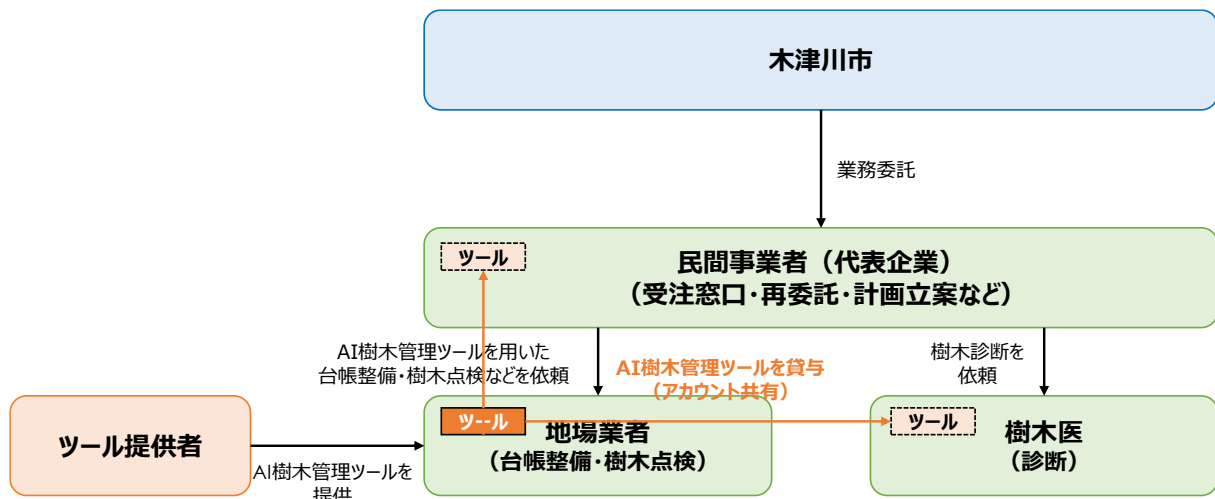 木津川市
業務委託
ツール
民間事業者（代表企業）
（受注窓口・再委託・計画立案など）
AI樹木管理ツールを用いた
台帳整備・樹木点検などを依頼
AI樹木管理ツールを貸与
（アカウント共有）
樹木診断を
依頼
ツール提供者
AI樹木管理ツールを
提供
ツール
地場業者
（台帳整備・樹木点検）
ツール
樹木医
（診断）